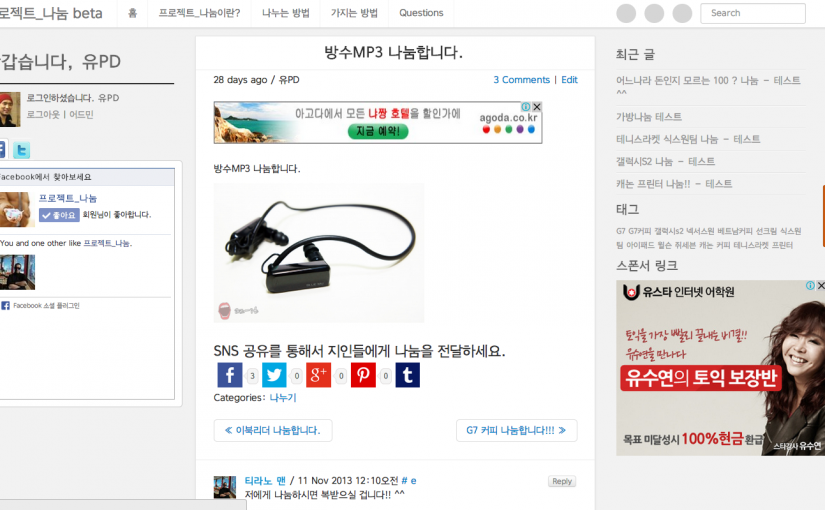 로젝트_나눔 beta
홈
프로젝트_나눔이란?
나누는 방법
가지는 방법
Questions
Search
갑습니다, 유PD
로그인하셨습니다. 유PD
로그아웃 | 어드민
Facebook에서 찾아보세요
프로젝트_나눔
좋아요
회원님이 좋아합니다.
You and one other like 프로젝트_나눔.
Facebook 소셜 플러그인
방수MP3 나눔합니다.
28 days ago / 유PD
3 Comments | Edit
아고다에서 모든 나짱 호텔을 할인가에
지금 예약!
agoda.co.kr
방수MP3 나눔합니다.
SNS 공유를 통해서 지인들에게 나눔을 전달하세요.
3
0
0
0
Categories: 나누기
≪ 이북리더 나눔합니다.
G7 커피 나눔합니다!!! ≫
티라노 맨 / 11 Nov 2013 12:10오전 # e
Reply
저에게 나눔하시면 복받으실 겁니다!! ^^
최근 글
어느나라 돈인지 모르는 100 ? 나눔 – 테스트
^^
가방나눔 테스트
테니스라켓 식스원팀 나눔 – 테스트
갤럭시S2 나눔 – 테스트
캐논 프린터 나눔!! – 테스트
태그
G7 G7커피 갤럭시s2 넥서스원 베트남커피 선크림 식스원
팀 아이패드 윌슨 쥐세븐 캐논 커피 테니스라켓 프린터
스폰서 링크
유스타 인터넷 어학원
토익을 가장 빨리 끝내는 비결!!
유수연을 만나다
유수연의 토익 보장반
목표 미달성시 100%현금환급
스타강사 유수연